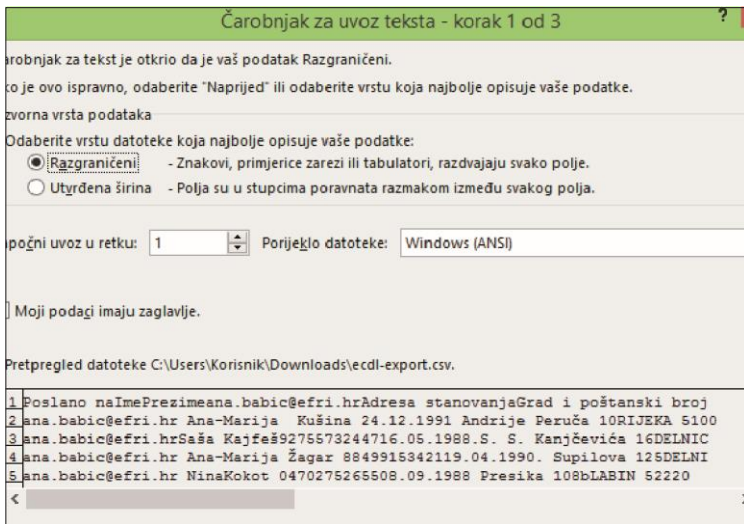 Čarobnjak za uvoz teksta - korak 1 od 3 ?
arobnjak za tekst je otkrio da je vaš podatak Razgraničeni.
ko je ovo ispravno, odaberite "Naprijed" ili odaberite vrstu koja najbolje opisuje vaše podatke.
zvorna vrsta podataka
Odaberite vrstu datoteke koja najbolje opisuje vaše podatke:
Razgraničeni - Znakovi, primjerice zarezi ili tabulatori, razdvajaju svako polje.
Utvrđena širina - Polja su u stupcima poravnata razmakom između svakog polja.
počni uvoz u retku: 1 Porijeklo datoteke: Windows (ANSI)
Moji podaci imaju zaglavlje.
Pretpregled datoteke C:\Users\Korisnik\Downloads\ecdl-export.csv.
1 Poslano naImePrezimeana.babic@efri.hrAdresa stanovanjaGrad i poštanski broj
2 ana.babic@efri.hr Ana-Marija Kušina 24.12.1991 Andrije Peruča 10RIJEKA 5100
3 ana.babic@efri.hrSaša Kajfeš9275573244716.05.1988.S. S. Kanjčevića 16DELNIC
4 ana.babic@efri.hr Ana-Marija Žagar 8849915342119.04.1990. Supilova 125DELNI
5 ana.babic@efri.hr NinaKokot 0470275265508.09.1988 Presika 108bLABIN 52220